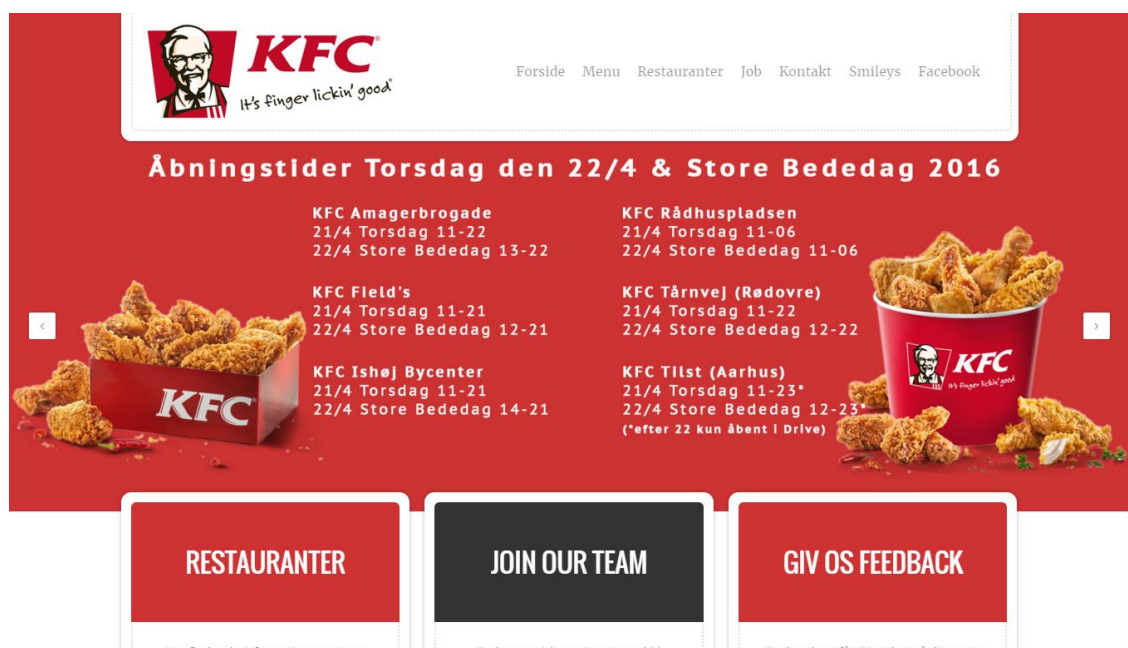 KFC
It's finger lickin' good
Forside Menu Restauranter Job Kontakt Smileys Facebook
Åbningstider Torsdag den 22/4 & Store Bededag 2016
KFC Amagerbrogade
21/4 Torsdag 11-22
22/4 Store Bededag 13-22
KFC Field's
21/4 Torsdag 11-21
22/4 Store Bededag 12-21
KFC Ishøj Bycenter
21/4 Torsdag 11-21
22/4 Store Bededag 14-21
KFC Rådhuspladsen
21/4 Torsdag 11-06
22/4 Store Bededag 11-06
KFC Tårnvej (Rødovre)
21/4 Torsdag 11-22
22/4 Store Bededag 12-22
KFC Tilst (Aarhus)
21/4 Torsdag 11-23*
22/4 Store Bededag 12-23*
(*efter 22 kun åbent i Drive)
KFC
KFC
It's finger lickin' good
RESTAURANTER
JOIN OUR TEAM
GIV OS FEEDBACK